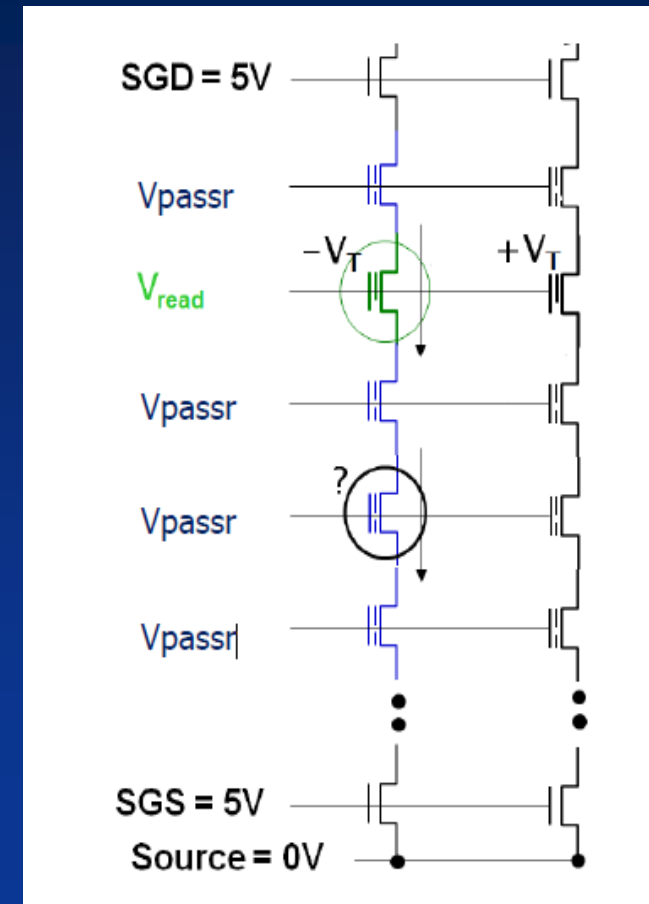 SGD = 5V
Vpassr
−VT +VT
Vread
Vpassr
?
Vpassr
Vpassr
SGS = 5V
Source = 0V